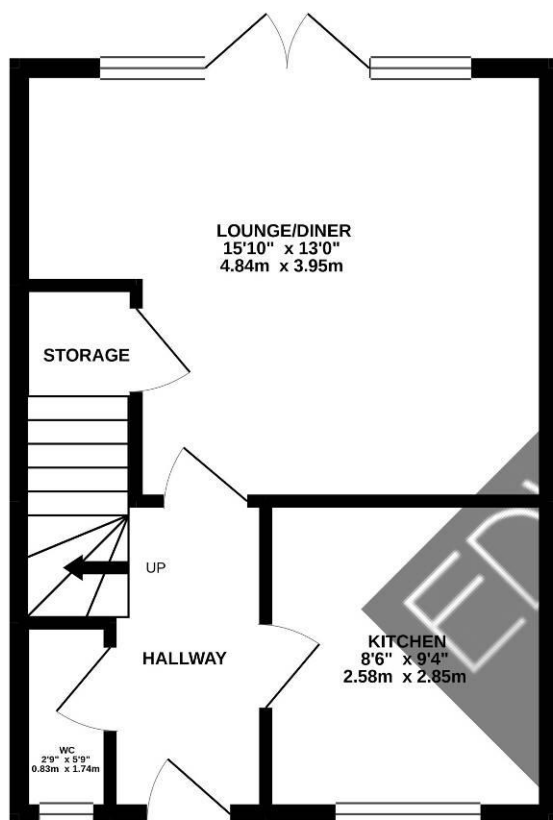 LOUNGE/DINER
15'10" x 13'0"
4.84m x 3.95m
STORAGE
UP
HALLWAY
KITCHEN
8'6" x 9'4"
2.58m x 2.85m
WC
2'9" x 5'9"
0.83m x 1.74m